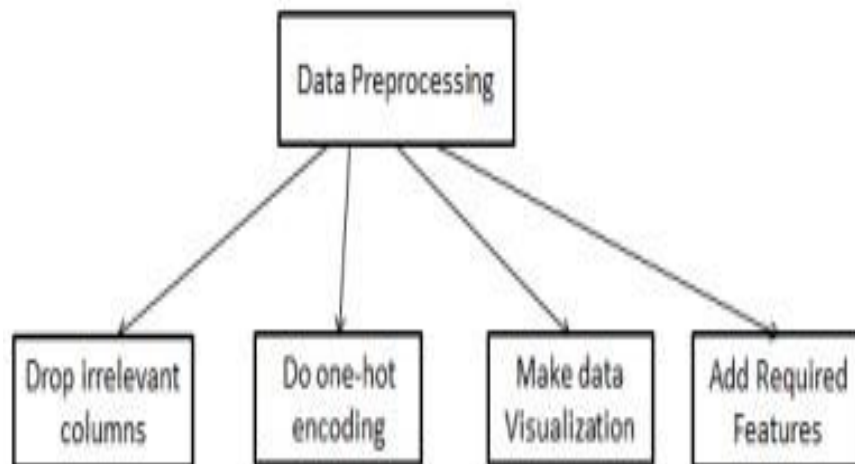 Data Preprocessing
Drop irrelevant
columns
Do one-hot
encoding
Make data
Visualization
Add Required
Features